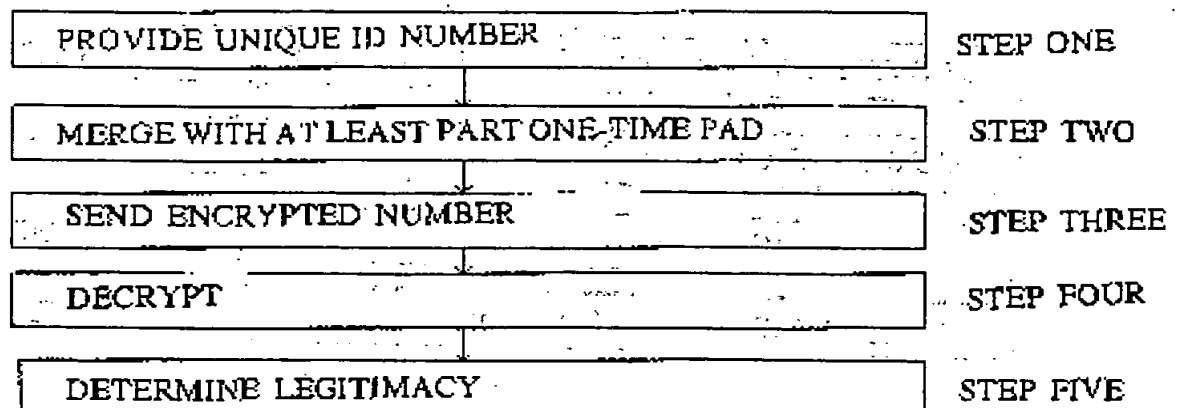 PROVIDE UNIQUE ID NUMBER STEP ONE
MERGE WITH AT LEAST PART ONE-TIME PAD STEP TWO
SEND ENCRYPTED NUMBER STEP THREE
DECRYPT STEP FOUR
DETERMINE LEGITIMACY STEP FIVE